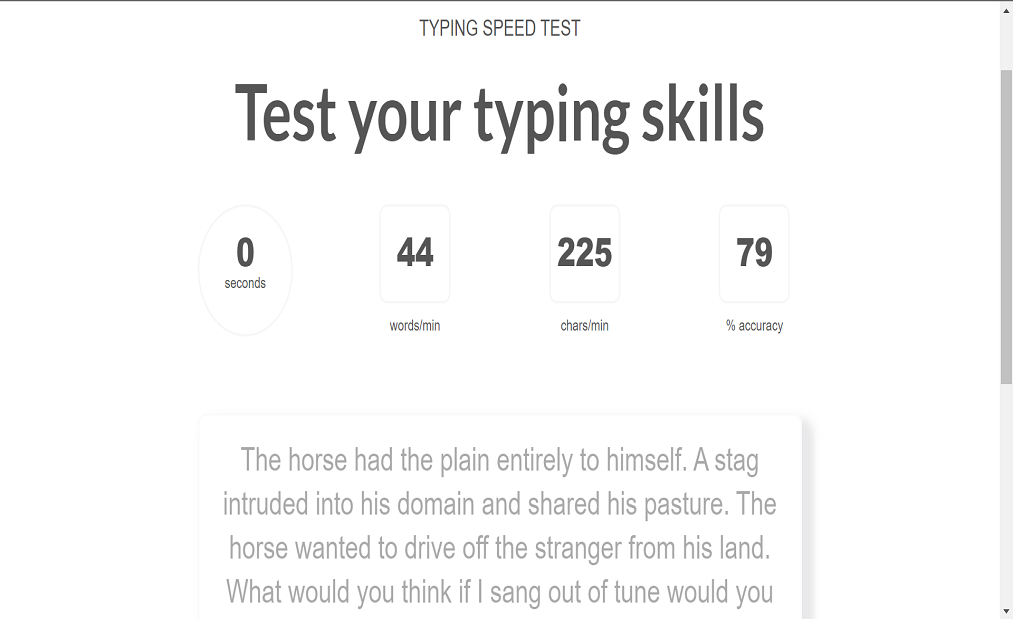 TYPING SPEED TEST
Test your typing skills
0
seconds
44
words/min
225
chars/min
79
% accuracy
The horse had the plain entirely to himself. A stag
intruded into his domain and shared his pasture. The
horse wanted to drive off the stranger from his land.
What would you think if I sang out of tune would you